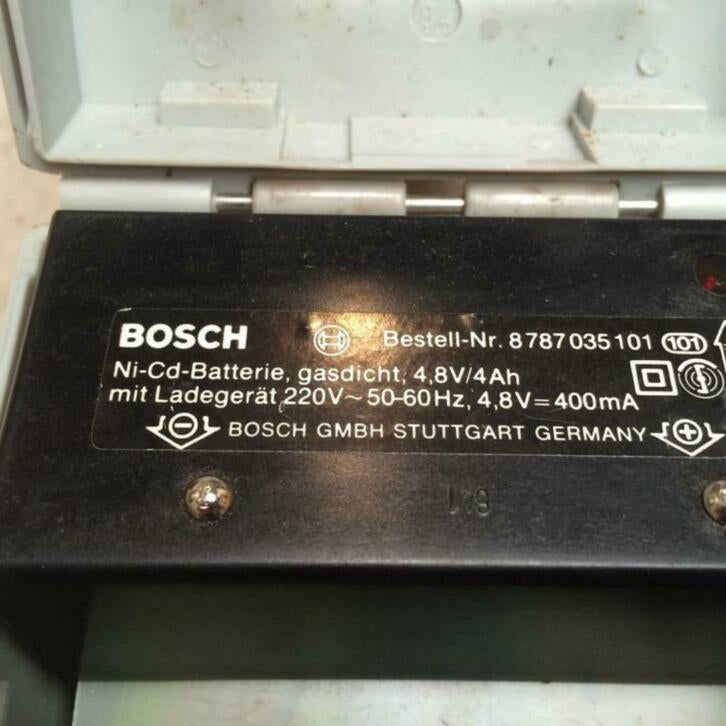 BOSCH Bestell-Nr. 8787035101 101
Ni-Cd-Batterie, gasdicht, 4,8V/4Ah
mit Ladegerät 220V~50-60Hz, 4,8V=400mA
BOSCH GMBH STUTTGART GERMANY